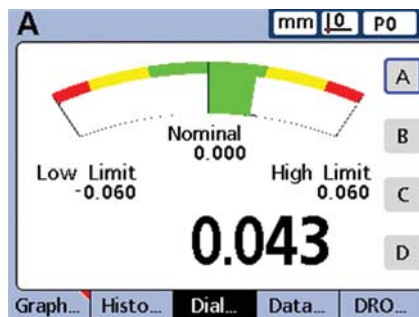 A mm 0 P0
A
Nominal
0.000
B
Low Limit High Limit
-0.060 0.060
C
0.043
D
Graph... Histo... Dial... Data... DRO...